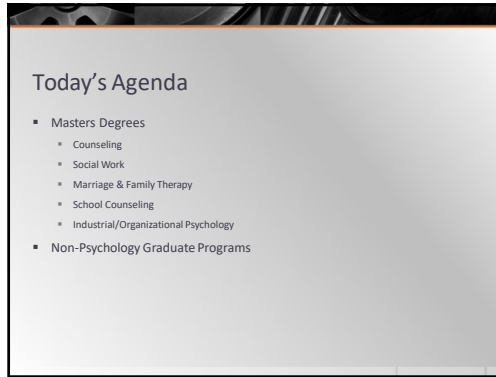 Today's Agenda
▪ Masters Degrees
▪ Counseling
▪ Social Work
▪ Marriage & Family Therapy
▪ School Counseling
▪ Industrial/Organizational Psychology
▪ Non-Psychology Graduate Programs